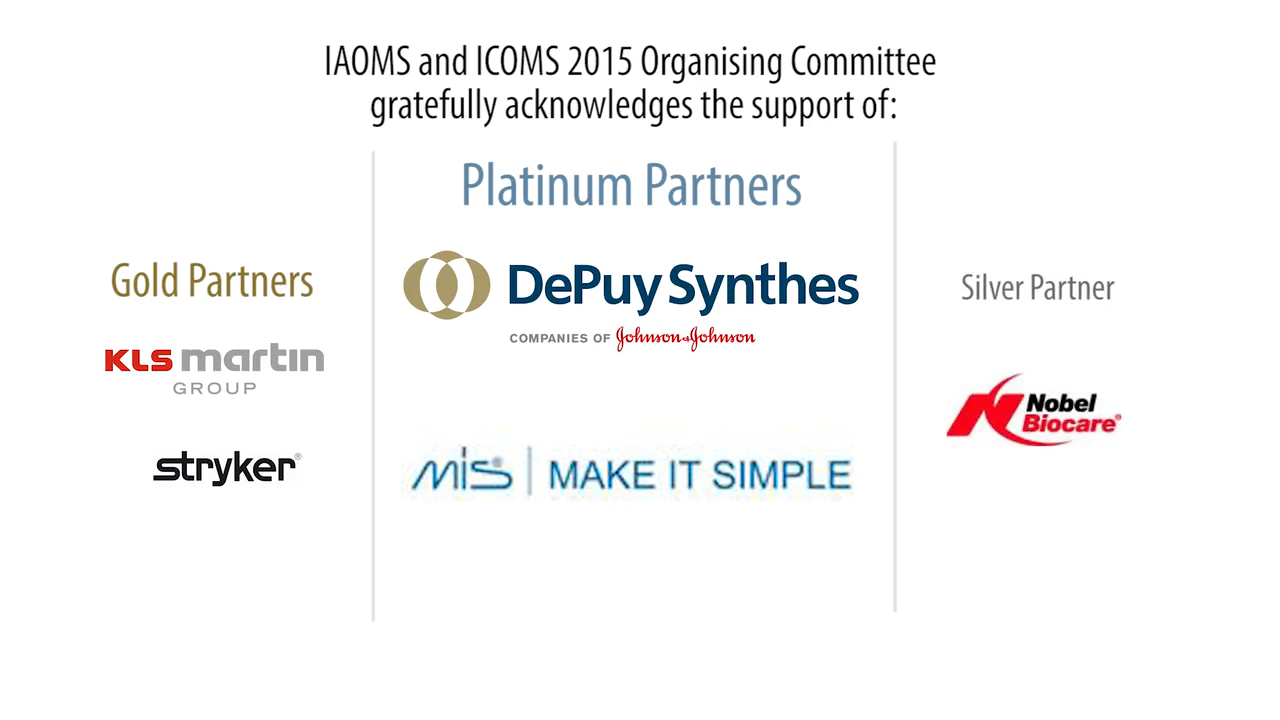 IAOMS and ICOMS 2015 Organising Committee
gratefully acknowledges the support of:
Platinum Partners
DePuy Synthes
COMPANIES OF Johnson & Johnson
mis® | MAKE IT SIMPLE
Gold Partners
KLS martin
GROUP
stryker®
Silver Partner
Nobel
Biocare®